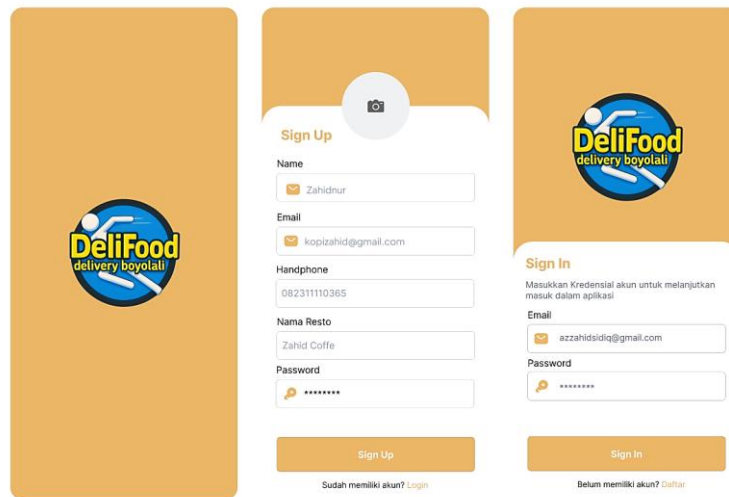 DeliFood
delivery boyolali
Sign Up
Name
Zahidnur
Email
kopizahid@gmail.com
Handphone
082311110365
Nama Resto
Zahid Coffe
Password
********
Sign Up
Sudah memiliki akun? Login
DeliFood
delivery boyolali
Sign In
Masukkan Kredensial akun untuk melanjutkan
masuk dalam aplikasi
Email
azzahidsidiq@gmail.com
Password
********
Sign In
Belum memiliki akun? Daftar